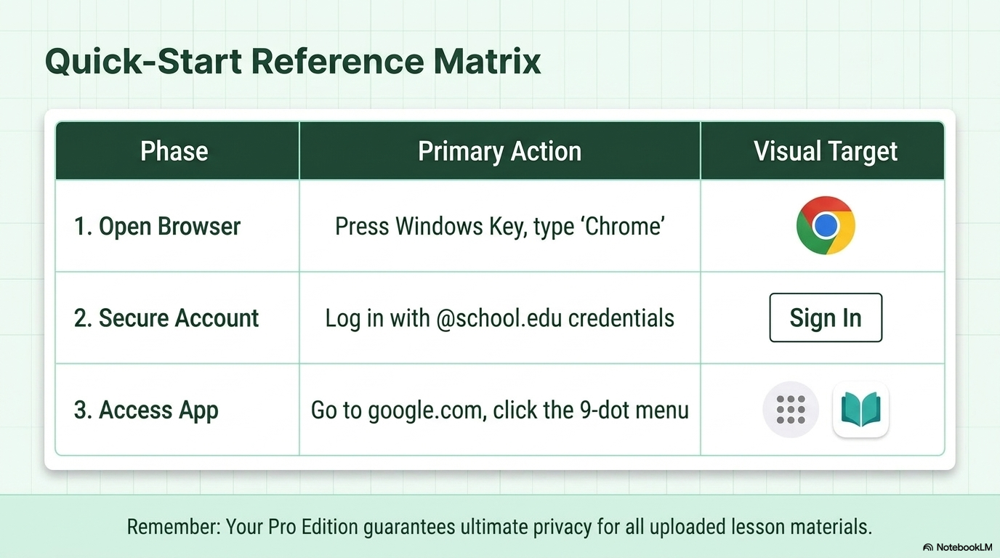 Quick-Start Reference Matrix
Phase
Primary Action
Visual Target
1. Open Browser
Press Windows Key, type ‘Chrome’
2. Secure Account
Log in with @school.edu credentials
Sign In
3. Access App
Go to google.com, click the 9-dot menu
Remember: Your Pro Edition guarantees ultimate privacy for all uploaded lesson materials.
NotebookLM